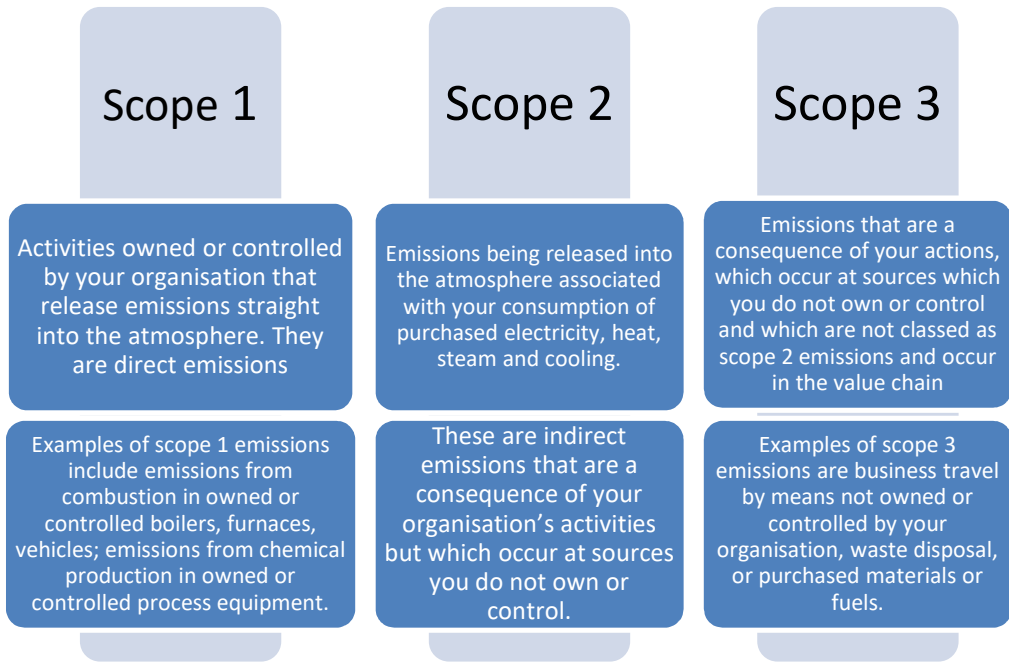 Scope 1
Activities owned or controlled
by your organisation that
release emissions straight
into the atmosphere. They
are direct emissions
Examples of scope 1 emissions
include emissions from
combustion in owned or
controlled boilers, furnaces,
vehicles; emissions from chemical
production in owned or
controlled process equipment.
Scope 2
Emissions being released into
the atmosphere associated
with your consumption of
purchased electricity, heat,
steam and cooling.
These are indirect
emissions that are a
consequence of your
organisation’s activities
but which occur at sources
you do not own or
control.
Scope 3
Emissions that are a
consequence of your actions,
which occur at sources which
you do not own or control
and which are not classed as
scope 2 emissions and occur
in the value chain
Examples of scope 3
emissions are business travel
by means not owned or
controlled by your
organisation, waste disposal,
or purchased materials or
fuels.